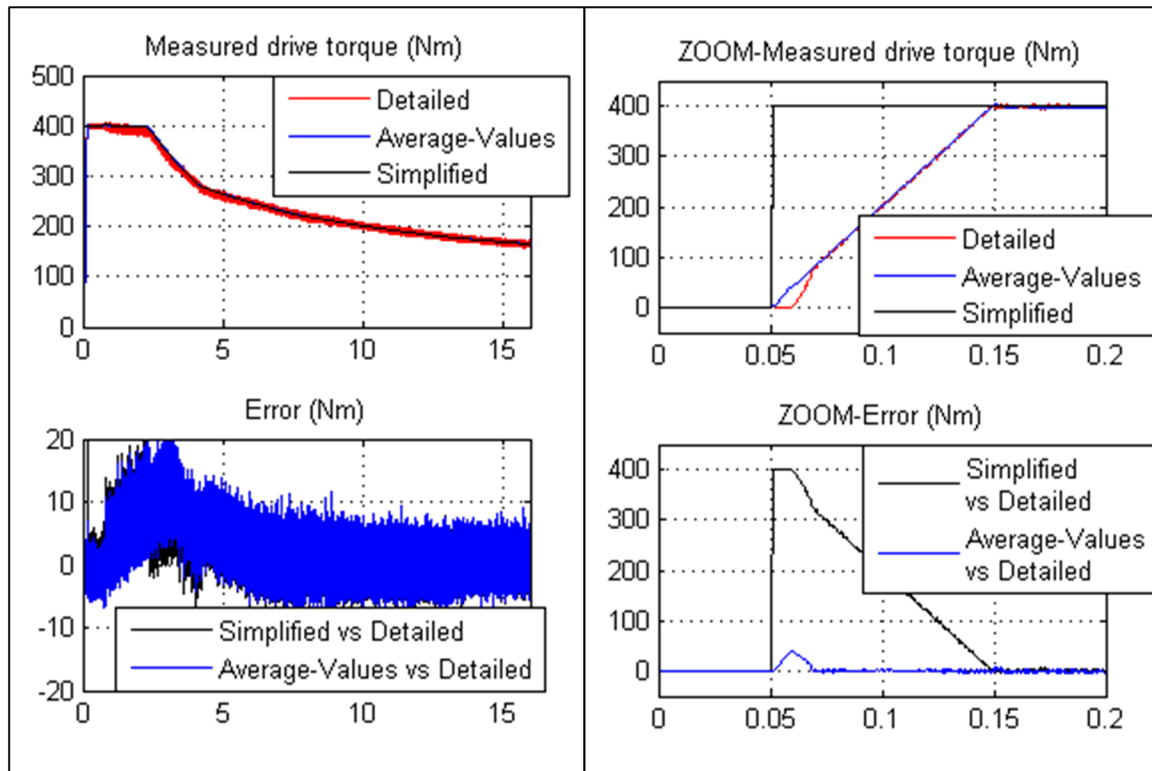 Measured drive torque (Nm)
500
400
300
200
100
0
0
5
10
15
Detailed
Average-Values
Simplified
ZOOM-Measured drive torque (Nm)
400
300
200
100
0
0
0.05
0.1
0.15
0.2
Detailed
Average-Values
Simplified
Error (Nm)
20
10
0
-10
-20
0
5
10
15
Simplified vs Detailed
Average-Values vs Detailed
ZOOM-Error (Nm)
400
300
200
100
0
0
0.05
0.1
0.15
0.2
Simplified
vs Detailed
Average-Values
vs Detailed